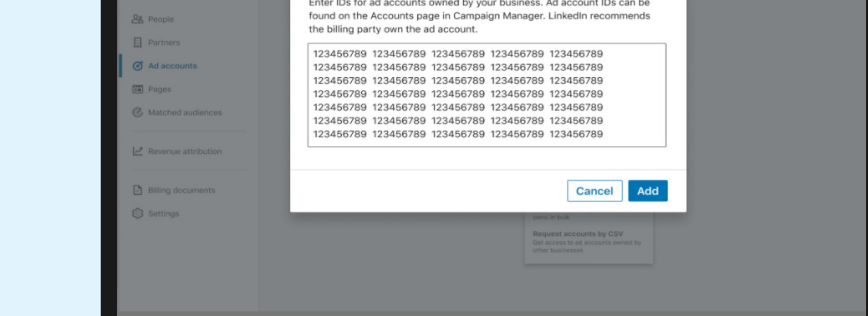 Enter IDs for ad accounts owned by your business. Ad account IDs can be
found on the Accounts page in Campaign Manager. LinkedIn recommends
the billing party own the ad account.
People
Partners
Ad accounts
Pages
Matched audiences
Revenue attribution
Billing documents
Settings
123456789 123456789 123456789 123456789 123456789
123456789 123456789 123456789 123456789 123456789
123456789 123456789 123456789 123456789 123456789
123456789 123456789 123456789 123456789 123456789
123456789 123456789 123456789 123456789 123456789
123456789 123456789 123456789 123456789 123456789
123456789 123456789 123456789 123456789 123456789
Cancel
Add
owns in bulk
Request accounts by CSV
Get access to ad accounts owned by
other businesses